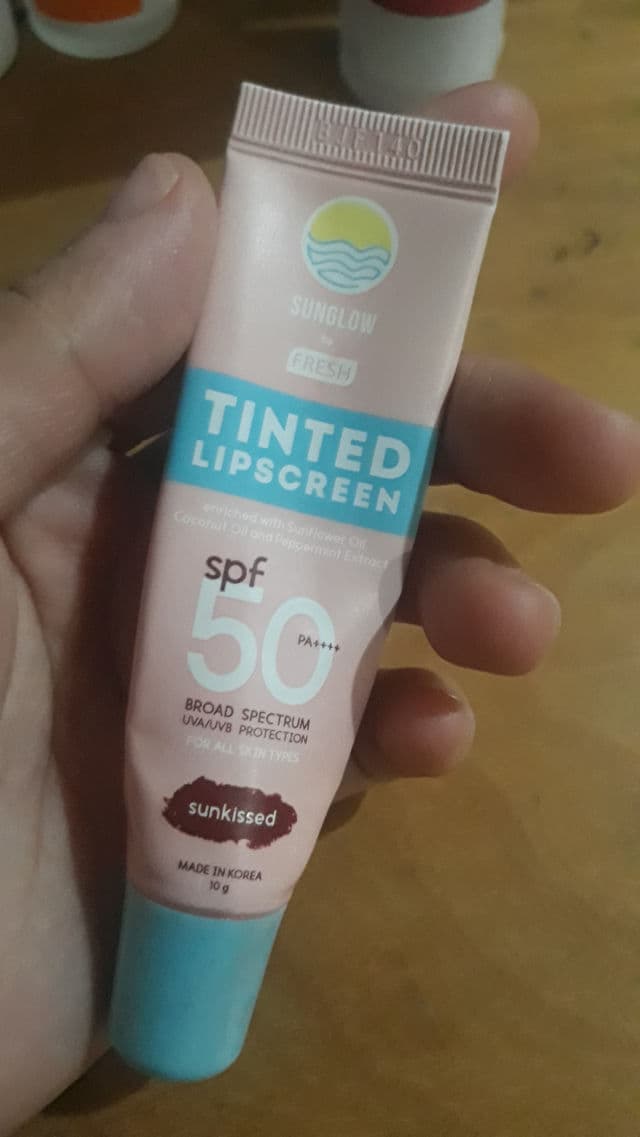 SUNGLOW
by
FRESH
TINTED
LIPSCREEN
enriched with Sunflower Oil,
Coconut Oil and Peppermint Extract
spf
50
PA++++
BROAD SPECTRUM
UVA/UVB PROTECTION
FOR ALL SKIN TYPES
sunkissed
MADE IN KOREA
10 g